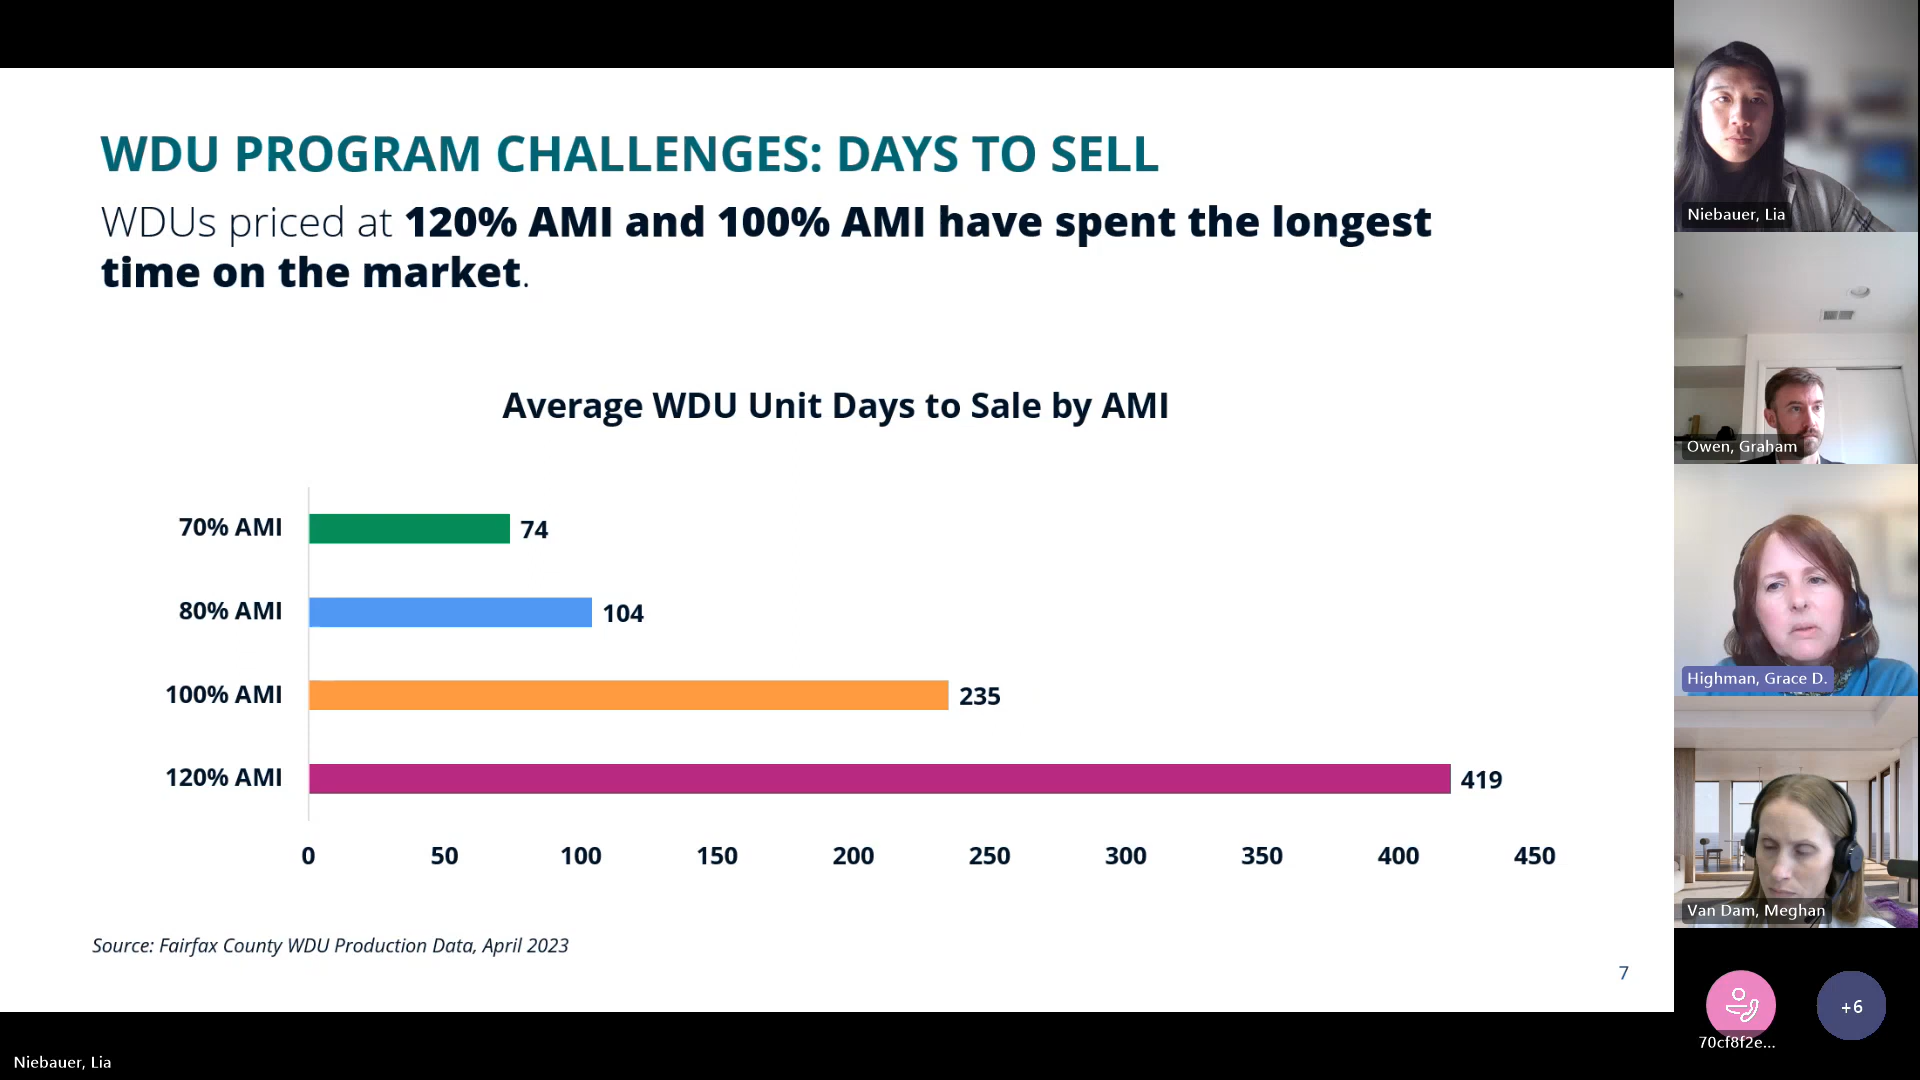 WDU PROGRAM CHALLENGES: DAYS TO SELL
WDUs priced at 120% AMI and 100% AMI have spent the longest
time on the market.
Average WDU Unit Days to Sale by AMI
70% AMI 74
80% AMI 104
100% AMI 235
120% AMI 419
0 50 100 150 200 250 300 350 400 450
Source: Fairfax County WDU Production Data, April 2023
7
Niebauer, Lia
Niebauer, Lia
Owen, Graham
Highman, Grace D.
Van Dam, Meghan
70cf8f2e...
+6